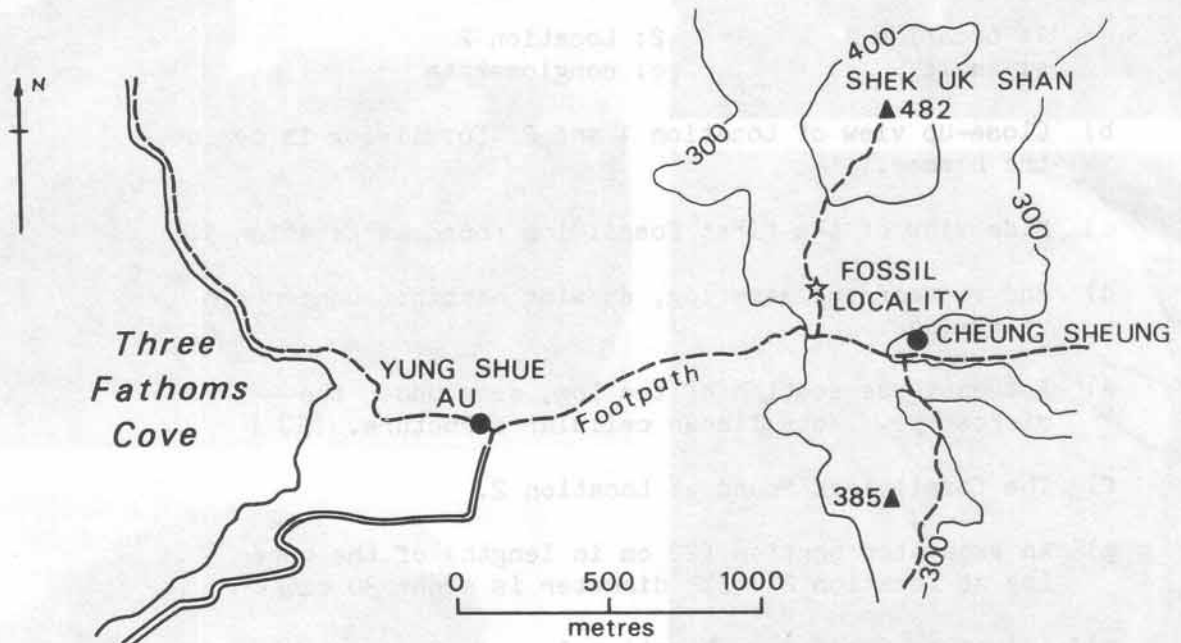 N
400
SHEK UK SHAN
482
300
300
FOSSIL
LOCALITY
CHEUNG SHEUNG
Three
Fathoms
Cove
YUNG SHUE
AU
Footpath
385
300
0 500 1000
metres